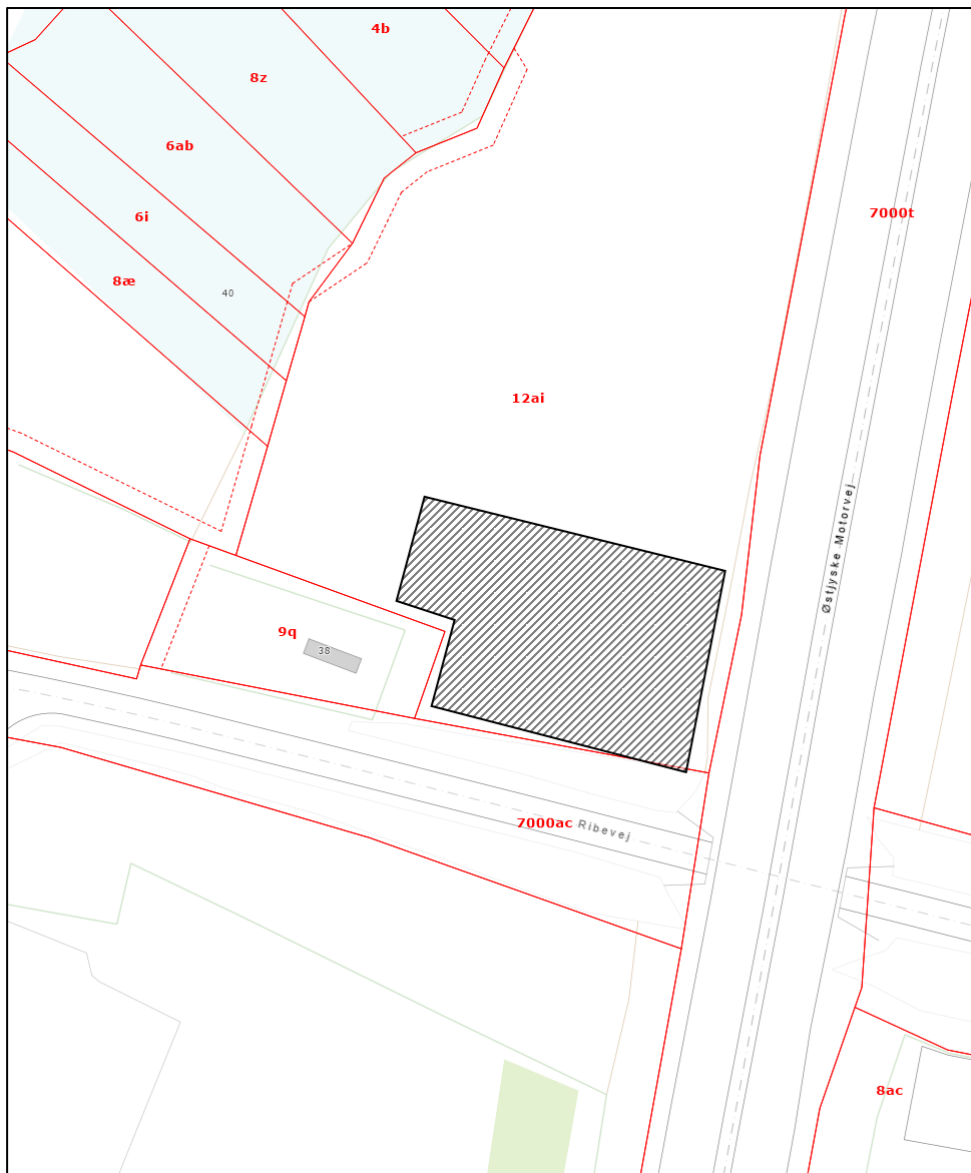 4b
8z
6ab
7000t
6i
8æ
40
12ai
Østjyske Motorvej
9q
38
7000ac
Ribevej
8ac